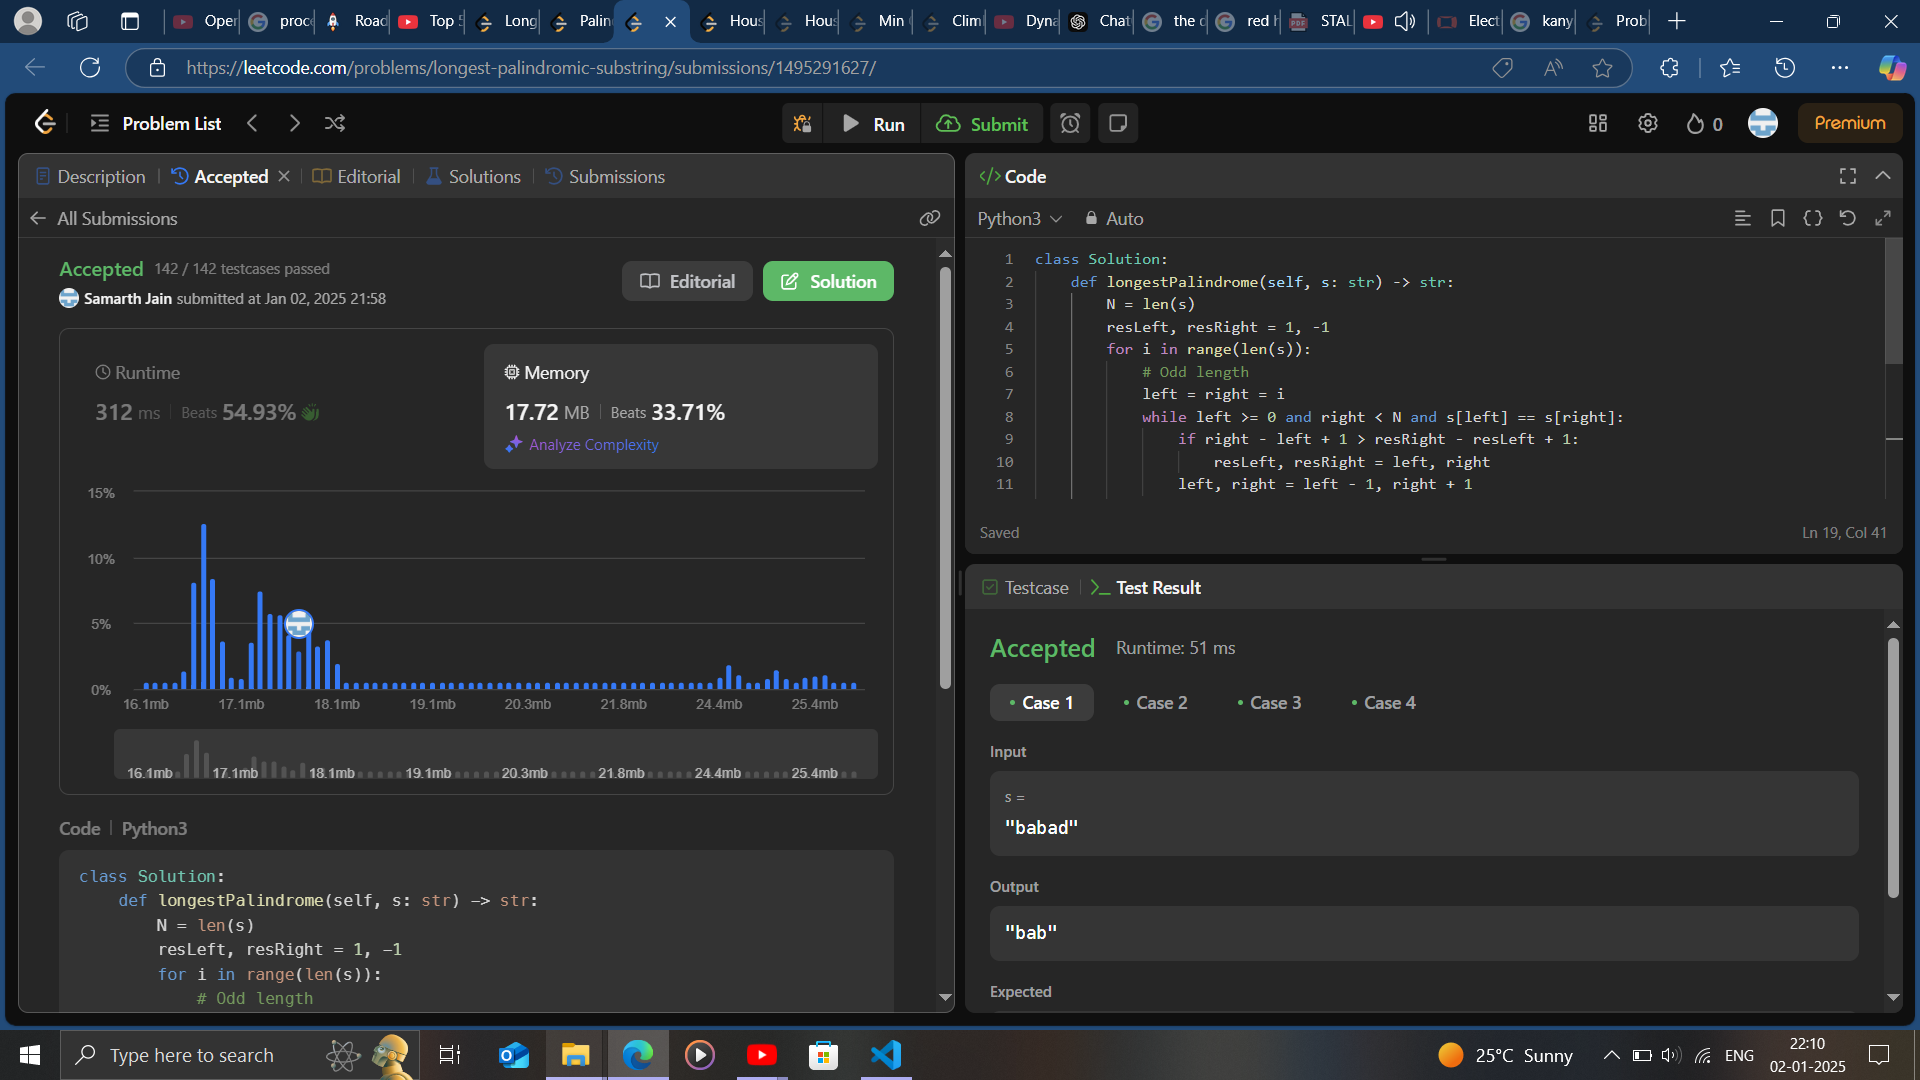 Oper
proce
Road
Top 5
Long
Palin
Hous
Hous
Min
Clim
Dyna
Chat
the d
red h
STAL
Elect
kany
Prob
https://leetcode.com/problems/longest-palindromic-substring/submissions/1495291627/
Problem List
Run
Submit
0
Premium
Description
Accepted
Editorial
Solutions
Submissions
All Submissions
Accepted 142 / 142 testcases passed
Samarth Jain submitted at Jan 02, 2025 21:58
Editorial
Solution
Runtime
312 ms Beats 54.93%
Memory
17.72 MB Beats 33.71%
Analyze Complexity
15%
10%
5%
0%
16.1mb 17.1mb 18.1mb 19.1mb 20.3mb 21.8mb 24.4mb 25.4mb
16.1mb 17.1mb 18.1mb 19.1mb 20.3mb 21.8mb 24.4mb 25.4mb
Code | Python3
class Solution:
def longestPalindrome(self, s: str) -> str:
N = len(s)
resLeft, resRight = 1, -1
for i in range(len(s)):
# Odd length
</> Code
Python3
Auto
1 class Solution:
2 def longestPalindrome(self, s: str) -> str:
3 N = len(s)
4 resLeft, resRight = 1, -1
5 for i in range(len(s)):
6 # Odd length
7 left = right = i
8 while left >= 0 and right < N and s[left] == s[right]:
9 if right - left + 1 > resRight - resLeft + 1:
10 resLeft, resRight = left, right
11 left, right = left - 1, right + 1
Saved
Ln 19, Col 41
Testcase
Test Result
Accepted Runtime: 51 ms
Case 1
Case 2
Case 3
Case 4
Input
s =
"babad"
Output
"bab"
Expected
Type here to search
25°C Sunny
ENG
22:10
02-01-2025